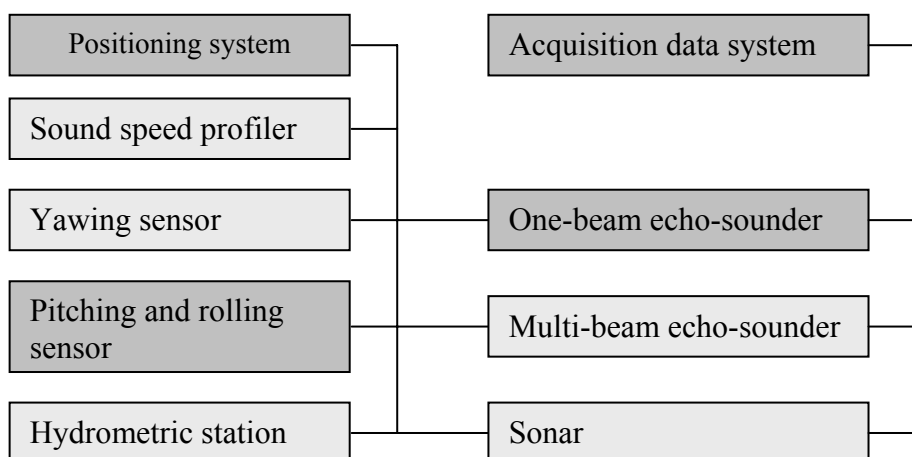 Positioning system
Sound speed profiler
Yawing sensor
Pitching and rolling
sensor
Hydrometric station
Acquisition data system
One-beam echo-sounder
Multi-beam echo-sounder
Sonar